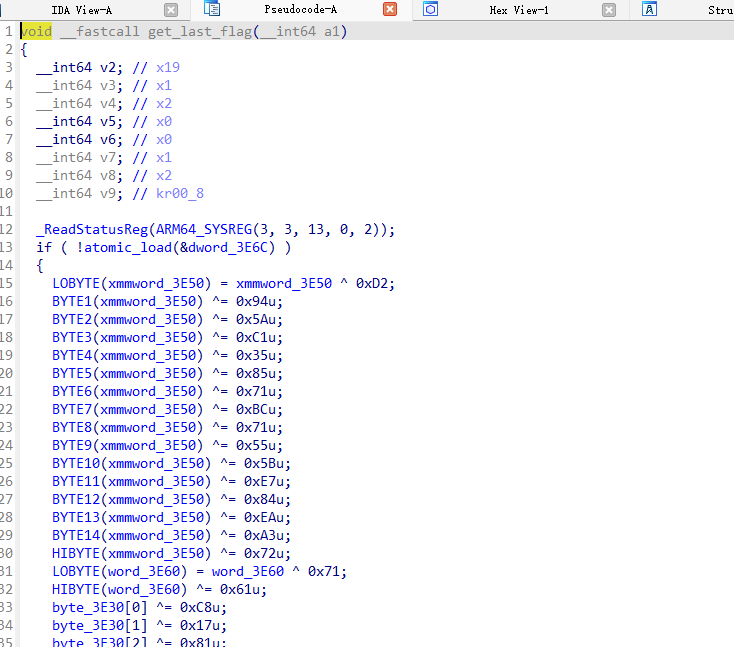 IDA View-A Pseudocode-A Hex View-1 Stru
1 void __fastcall get_last_flag(__int64 a1)
2 {
3 __int64 v2; // x19
4 __int64 v3; // x1
5 __int64 v4; // x2
6 __int64 v5; // x0
7 __int64 v6; // x0
8 __int64 v7; // x1
9 __int64 v8; // x2
10 __int64 v9; // kr00_8
11
12 _ReadStatusReg(ARM64_SYSREG(3, 3, 13, 0, 2));
13 if ( !atomic_load(&dword_3E6C) )
14 {
15 LOBYTE(xmmword_3E50) = xmmword_3E50 ^ 0xD2;
16 BYTE1(xmmword_3E50) ^= 0x94u;
17 BYTE2(xmmword_3E50) ^= 0x5Au;
18 BYTE3(xmmword_3E50) ^= 0xC1u;
19 BYTE4(xmmword_3E50) ^= 0x35u;
20 BYTE5(xmmword_3E50) ^= 0x85u;
21 BYTE6(xmmword_3E50) ^= 0x71u;
22 BYTE7(xmmword_3E50) ^= 0xBCu;
23 BYTE8(xmmword_3E50) ^= 0x71u;
24 BYTE9(xmmword_3E50) ^= 0x55u;
25 BYTE10(xmmword_3E50) ^= 0x5Bu;
26 BYTE11(xmmword_3E50) ^= 0xE7u;
27 BYTE12(xmmword_3E50) ^= 0x84u;
28 BYTE13(xmmword_3E50) ^= 0xEAu;
29 BYTE14(xmmword_3E50) ^= 0xA3u;
30 HIBYTE(xmmword_3E50) ^= 0x72u;
31 LOBYTE(word_3E60) = word_3E60 ^ 0x71;
32 HIBYTE(word_3E60) ^= 0x61u;
33 byte_3E30[0] ^= 0xC8u;
34 byte_3E30[1] ^= 0x17u;
35 byte_3E30[2] ^= 0x81u;